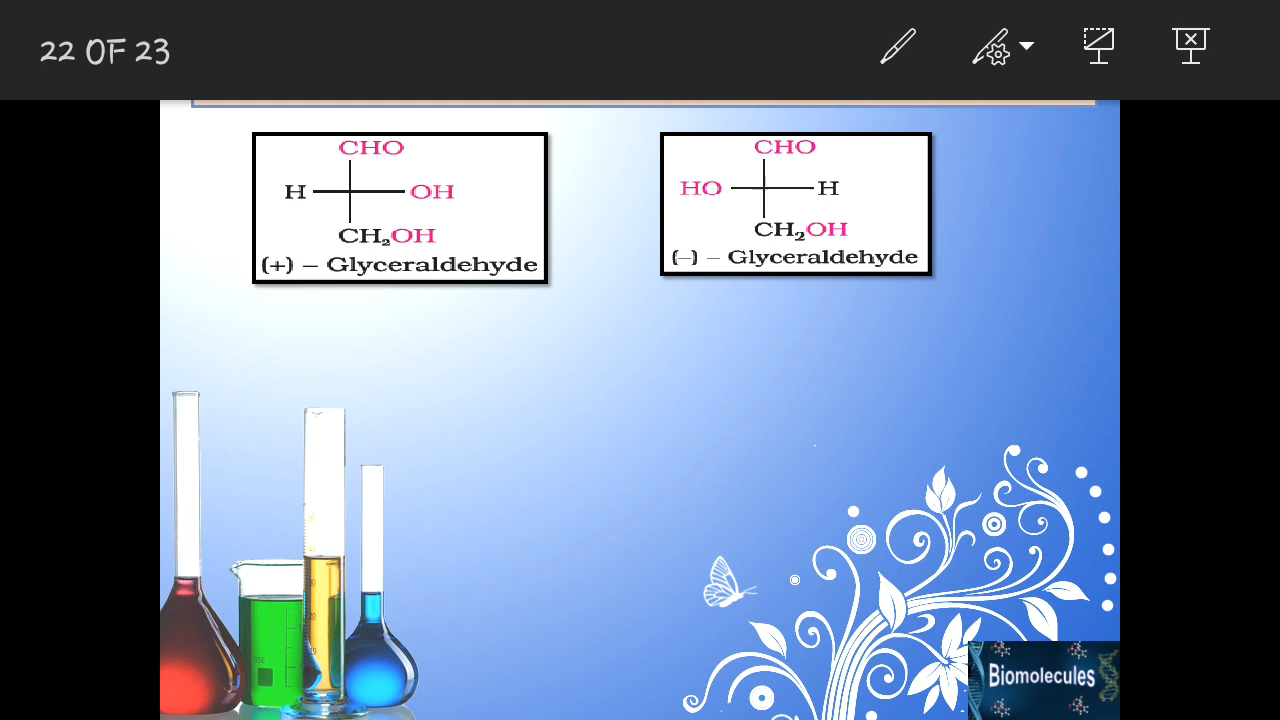 22 OF 23
CHO
H OH
CH₂OH
(+) – Glyceraldehyde
CHO
HO H
CH₂OH
(–) – Glyceraldehyde
Biomolecules